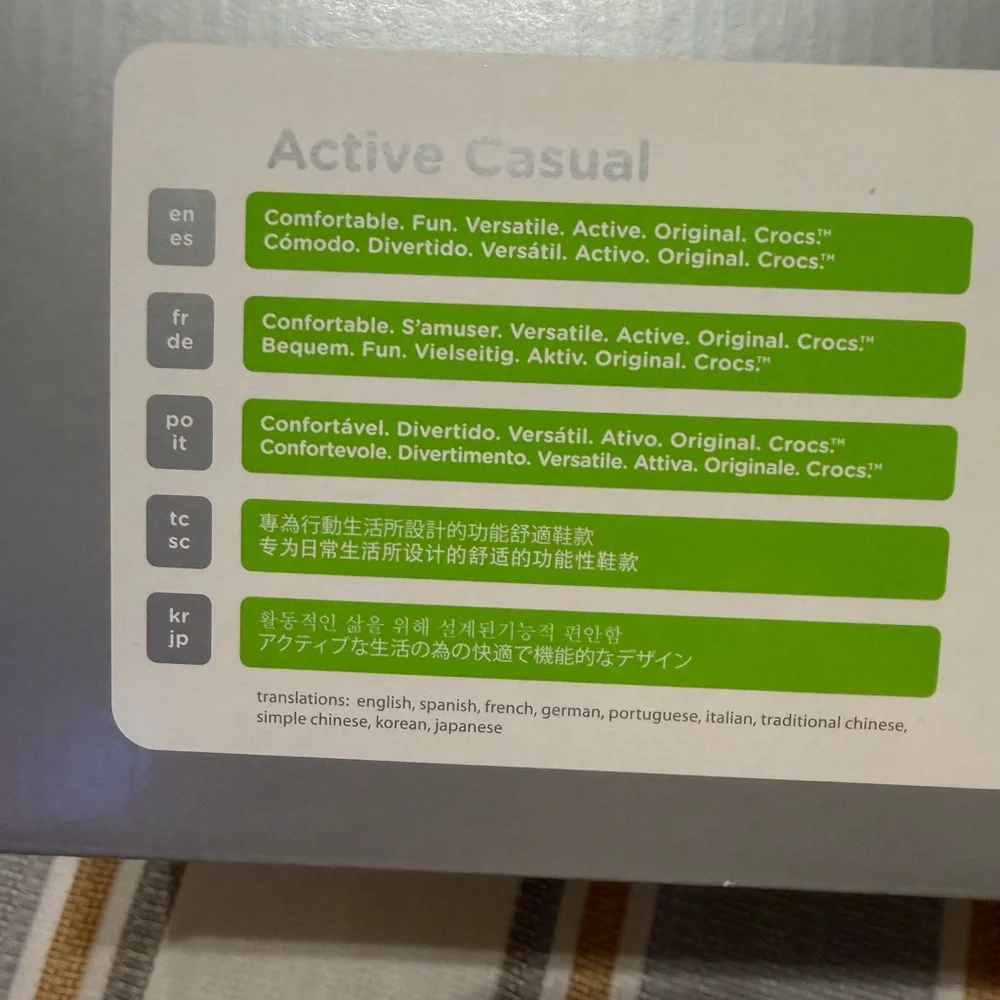 Active Casual
en
es
Comfortable. Fun. Versatile. Active. Original. Crocs.™
Cómodo. Divertido. Versátil. Activo. Original. Crocs.™
fr
de
Confortable. S’amuser. Versatile. Active. Original. Crocs.™
Bequem. Fun. Vielseitig. Aktiv. Original. Crocs.™
po
it
Confortável. Divertido. Versátil. Ativo. Original. Crocs.™
Confortevole. Divertimento. Versatile. Attiva. Originale. Crocs.™
tc
sc
專為行動生活所設計的功能舒適鞋款
专为日常生活所设计的舒适的功能性鞋款
kr
jp
활동적인 삶을 위해 설계된기능적 편안함
アクティブな生活の為の快適で機能的なデザイン
translations: english, spanish, french, german, portuguese, italian, traditional chinese,
simple chinese, korean, japanese